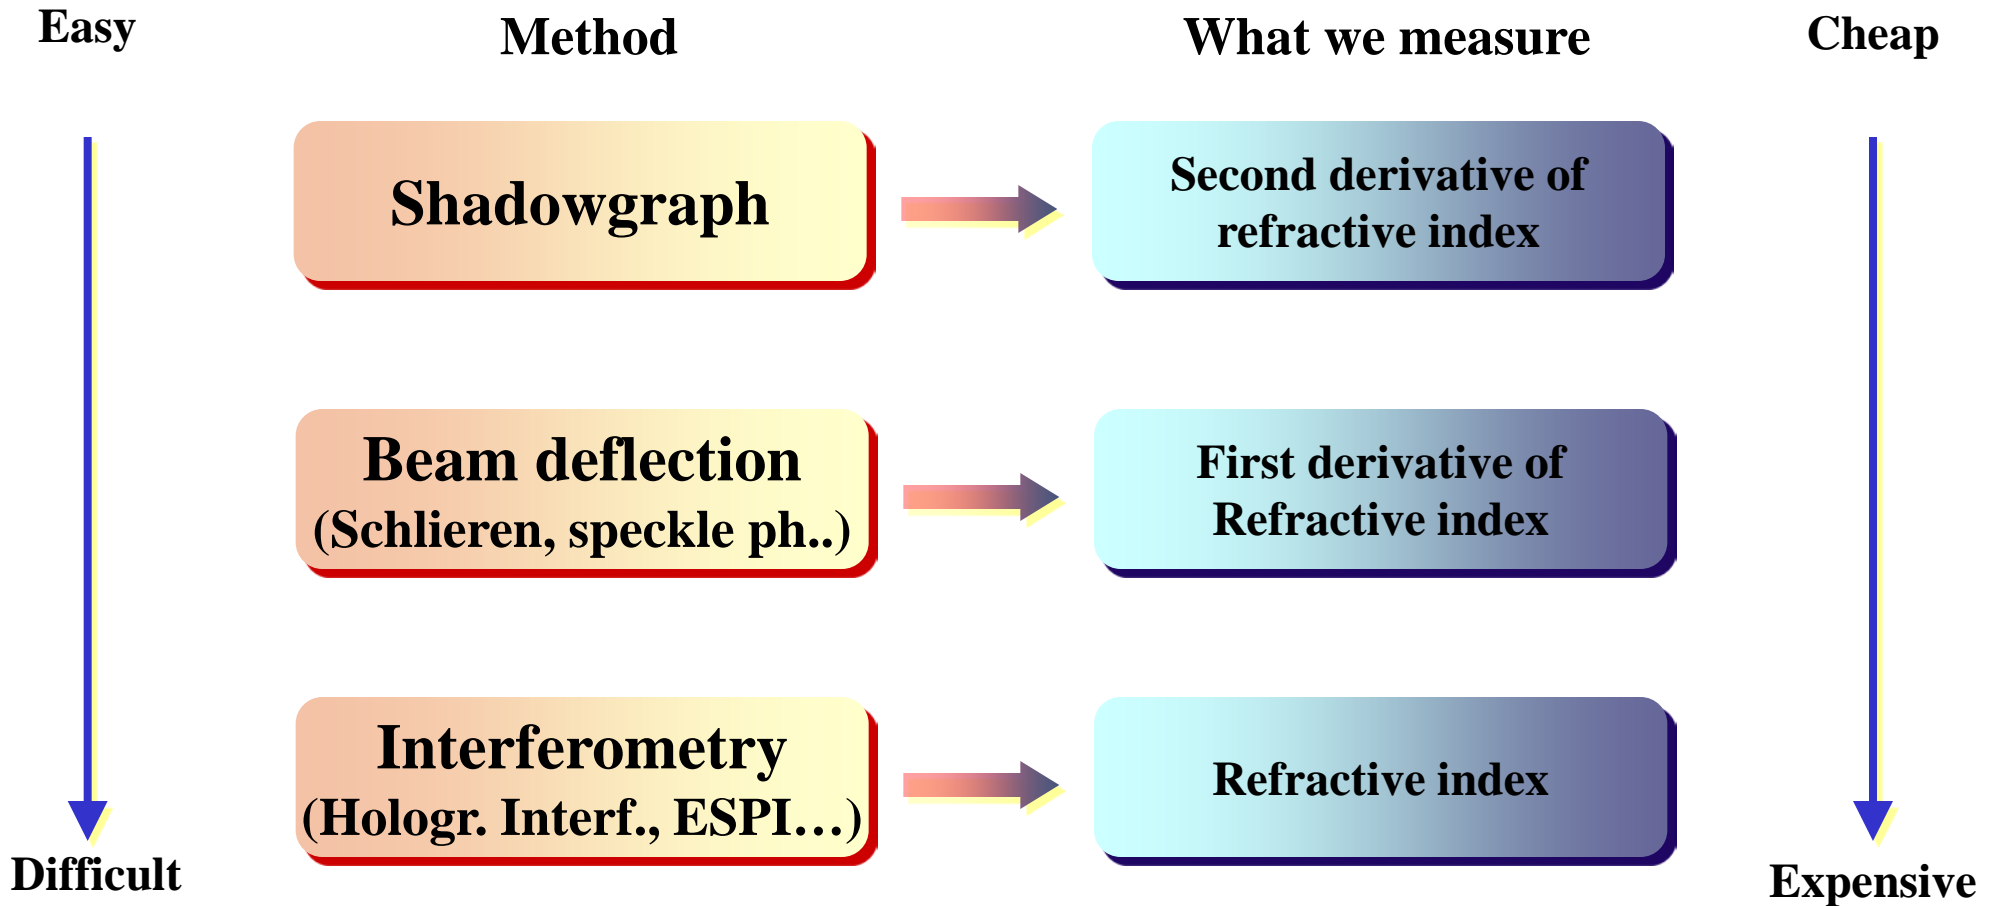 Easy
Method
What we measure
Cheap
Shadowgraph
Second derivative of
refractive index
Beam deflection
(Schlieren, speckle ph..)
First derivative of
Refractive index
Interferometry
(Hologr. Interf., ESPI…)
Refractive index
Difficult
Expensive